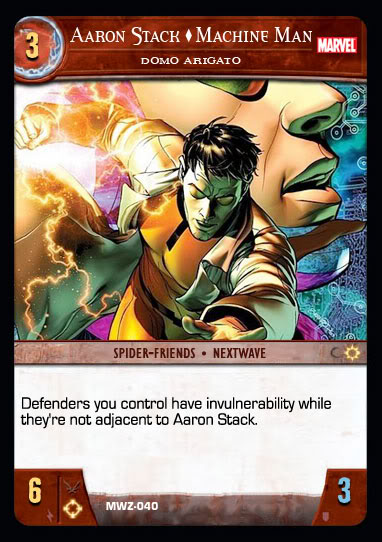 3
Aaron Stack ♦ Machine Man
MARVEL
DOMO ARIGATO
SPIDER-FRIENDS • NEXTWAVE
C
Defenders you control have invulnerability while
they're not adjacent to Aaron Stack.
6
MWZ-040
3